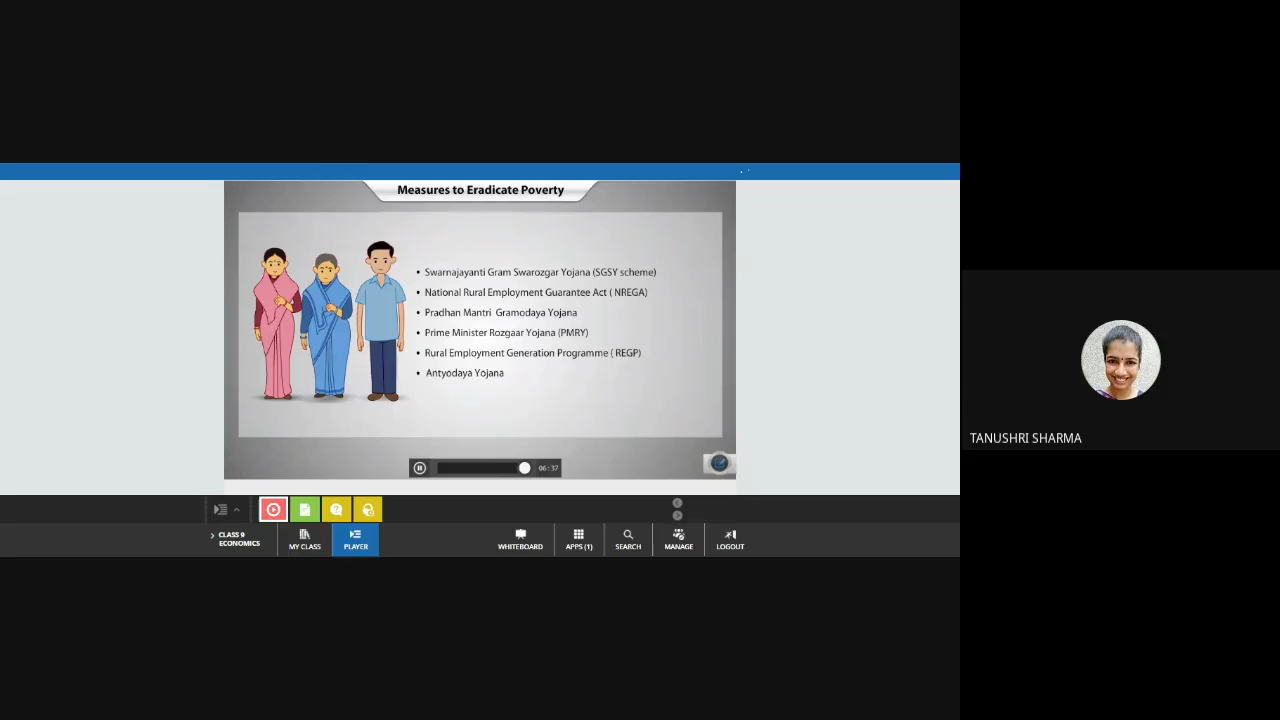 Measures to Eradicate Poverty
• Swarnajayanti Gram Swarozgar Yojana (SGSY scheme)
• National Rural Employment Guarantee Act ( NREGA)
• Pradhan Mantri Gramodaya Yojana
• Prime Minister Rozgaar Yojana (PMRY)
• Rural Employment Generation Programme ( REGP)
• Antyodaya Yojana
06:37
TANUSHRI SHARMA
CLASS 9
ECONOMICS
MY CLASS
PLAYER
WHITEBOARD
APPS (1)
SEARCH
MANAGE
LOGOUT